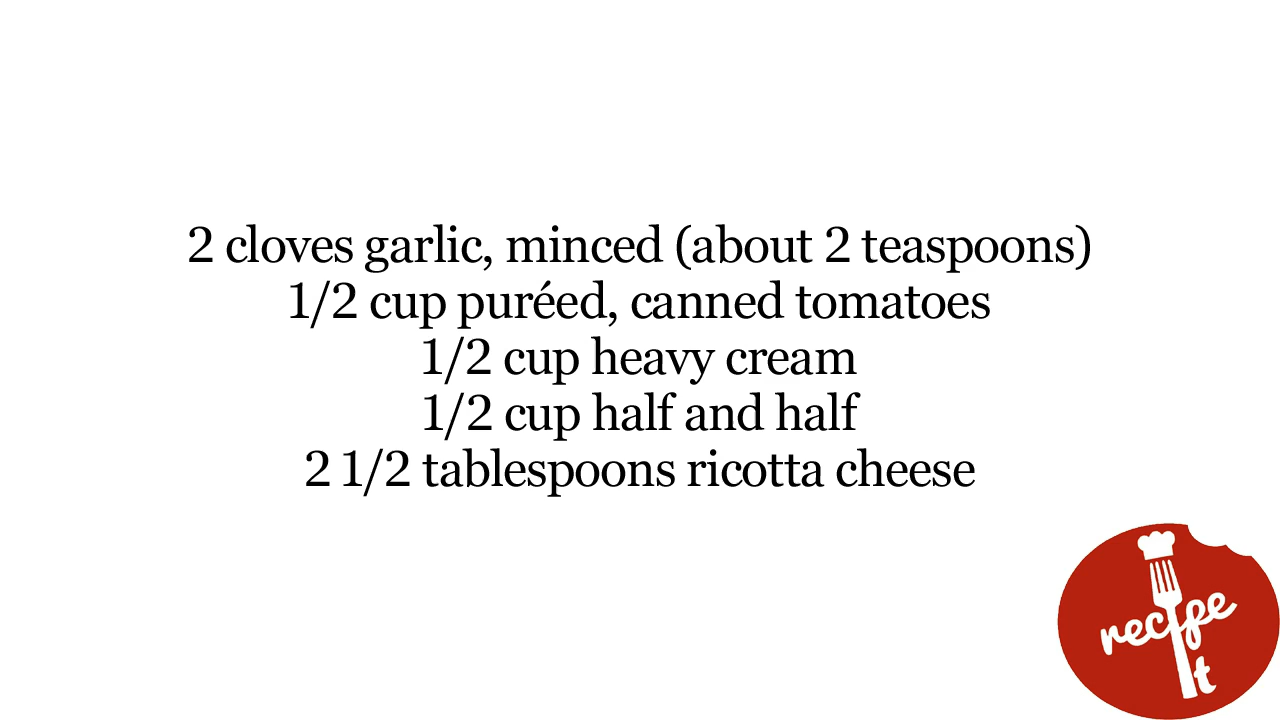 2 cloves garlic, minced (about 2 teaspoons)
1/2 cup puréed, canned tomatoes
1/2 cup heavy cream
1/2 cup half and half
2 1/2 tablespoons ricotta cheese
recipe
It